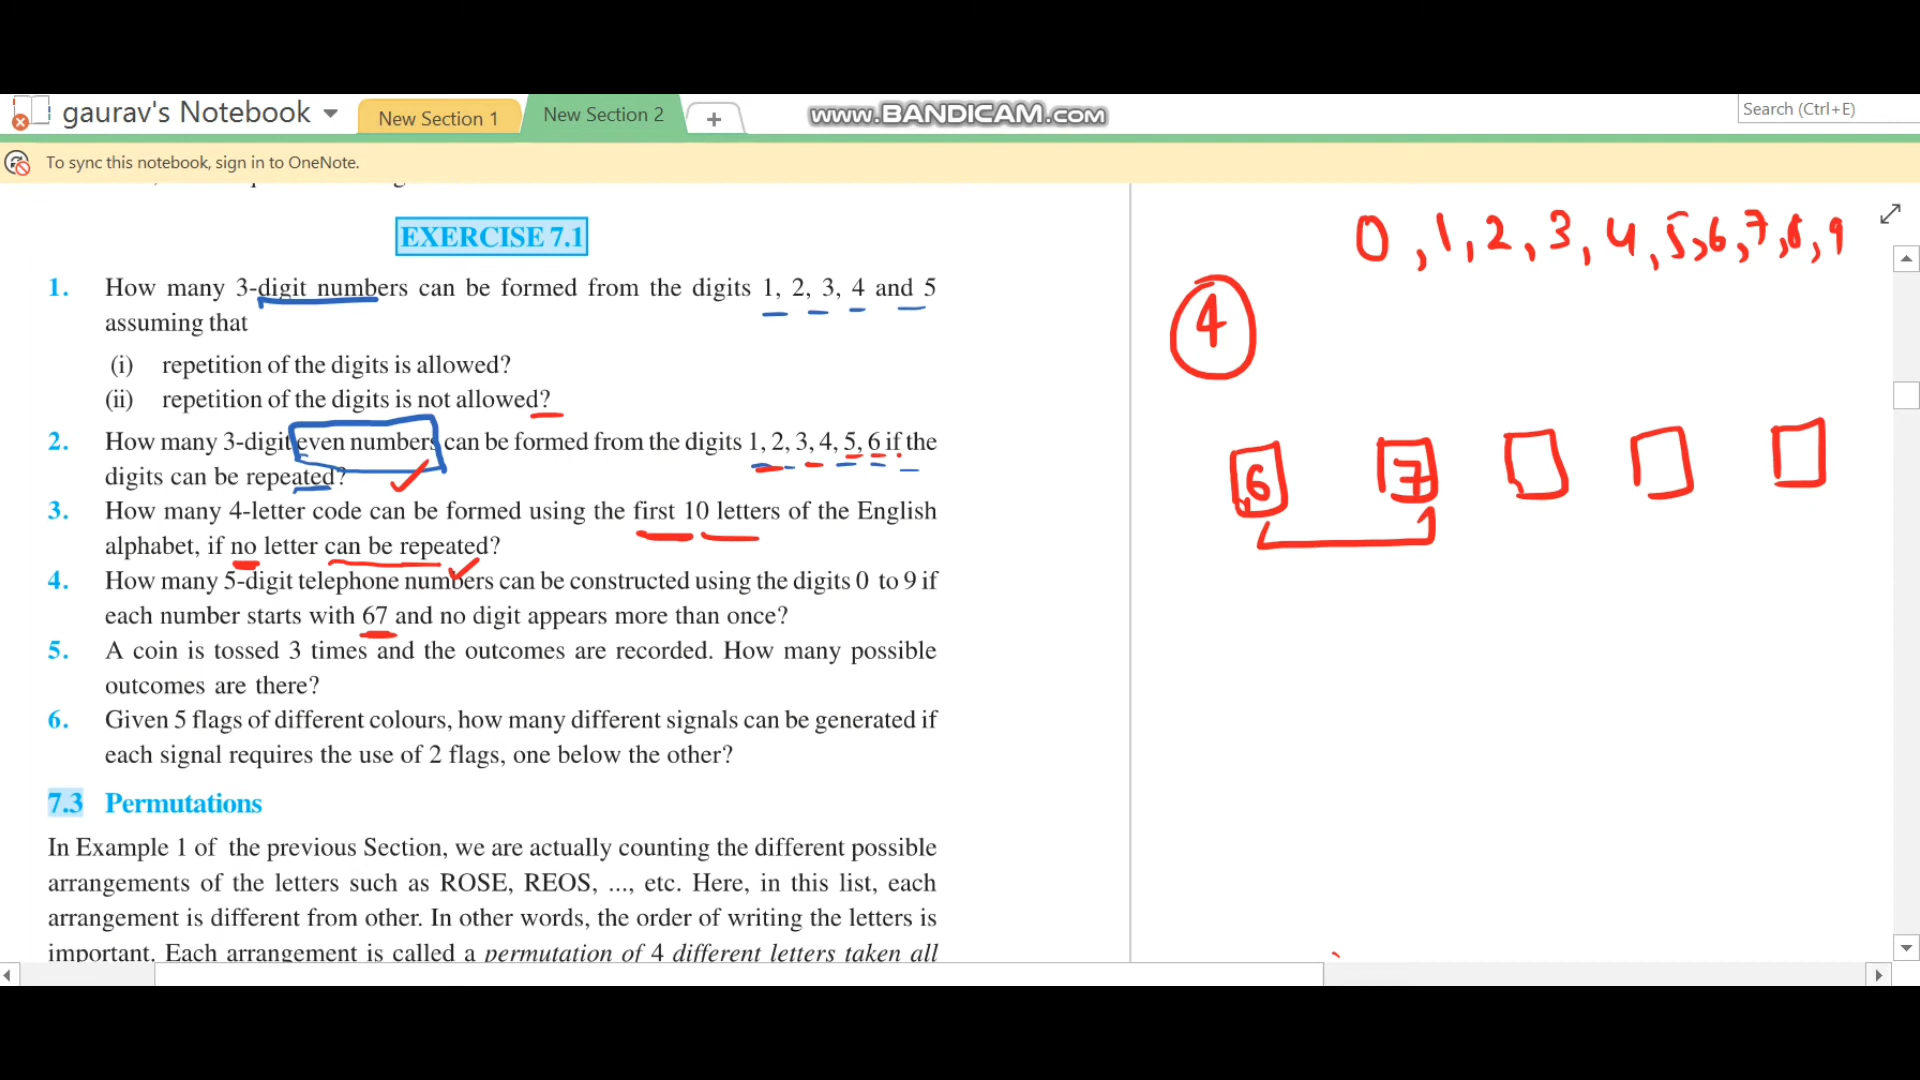 gaurav's Notebook
New Section 1
New Section 2
+
www.BANDICAM.com
Search (Ctrl+E)
To sync this notebook, sign in to OneNote.
EXERCISE 7.1
1. How many 3-digit numbers can be formed from the digits 1, 2, 3, 4 and 5
assuming that
(i) repetition of the digits is allowed?
(ii) repetition of the digits is not allowed?
2. How many 3-digit even numbers can be formed from the digits 1, 2, 3, 4, 5, 6 if the
digits can be repeated?
3. How many 4-letter code can be formed using the first 10 letters of the English
alphabet, if no letter can be repeated?
4. How many 5-digit telephone numbers can be constructed using the digits 0 to 9 if
each number starts with 67 and no digit appears more than once?
5. A coin is tossed 3 times and the outcomes are recorded. How many possible
outcomes are there?
6. Given 5 flags of different colours, how many different signals can be generated if
each signal requires the use of 2 flags, one below the other?
7.3 Permutations
In Example 1 of the previous Section, we are actually counting the different possible
arrangements of the letters such as ROSE, REOS, ..., etc. Here, in this list, each
arrangement is different from other. In other words, the order of writing the letters is
important. Each arrangement is called a permutation of 4 different letters taken all
0, 1, 2, 3, 4, 5, 6, 7, 8, 9
4
6 7